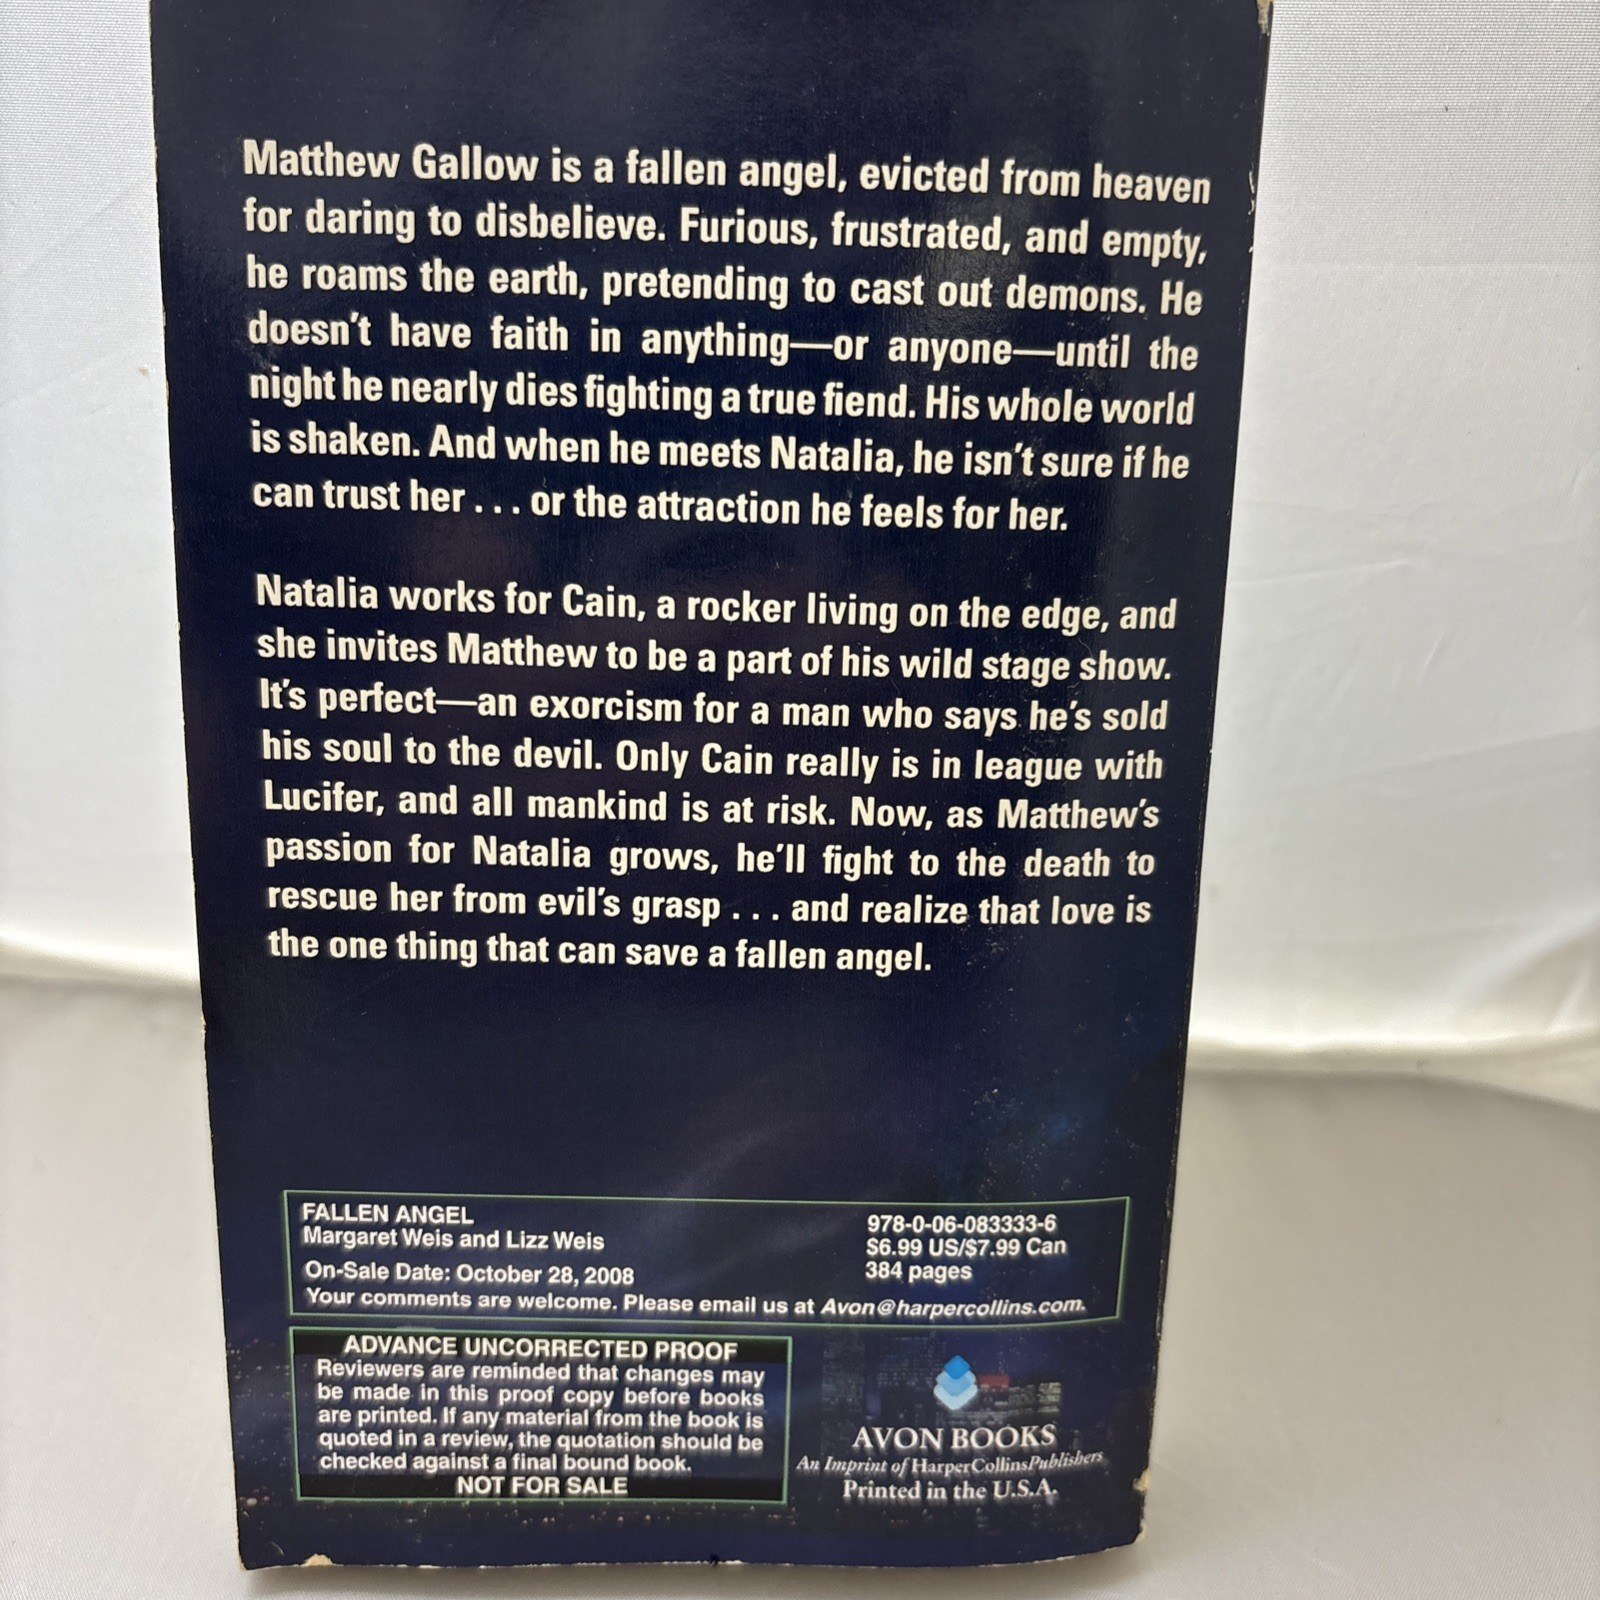 Matthew Gallow is a fallen angel, evicted from heaven
for daring to disbelieve. Furious, frustrated, and empty,
he roams the earth, pretending to cast out demons. He
doesn't have faith in anything—or anyone—until the
night he nearly dies fighting a true fiend. His whole world
is shaken. And when he meets Natalia, he isn't sure if he
can trust her . . . or the attraction he feels for her.
Natalia works for Cain, a rocker living on the edge, and
she invites Matthew to be a part of his wild stage show.
It's perfect—an exorcism for a man who says he's sold
his soul to the devil. Only Cain really is in league with
Lucifer, and all mankind is at risk. Now, as Matthew's
passion for Natalia grows, he'll fight to the death to
rescue her from evil's grasp . . . and realize that love is
the one thing that can save a fallen angel.
FALLEN ANGEL
Margaret Weis and Lizz Weis
On-Sale Date: October 28, 2008
978-0-06-083333-6
$6.99 US/$7.99 Can
384 pages
Your comments are welcome. Please email us at Avon@harpercollins.com.
ADVANCE UNCORRECTED PROOF
Reviewers are reminded that changes may
be made in this proof copy before books
are printed. If any material from the book is
quoted in a review, the quotation should be
checked against a final bound book.
NOT FOR SALE
AVON BOOKS
An Imprint of HarperCollinsPublishers
Printed in the U.S.A.